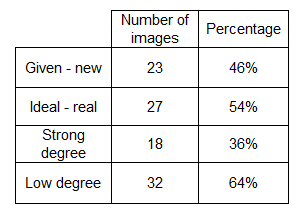 Number of
images
Percentage
Given - new 23 46%
Ideal - real 27 54%
Strong
degree 18 36%
Low degree 32 64%